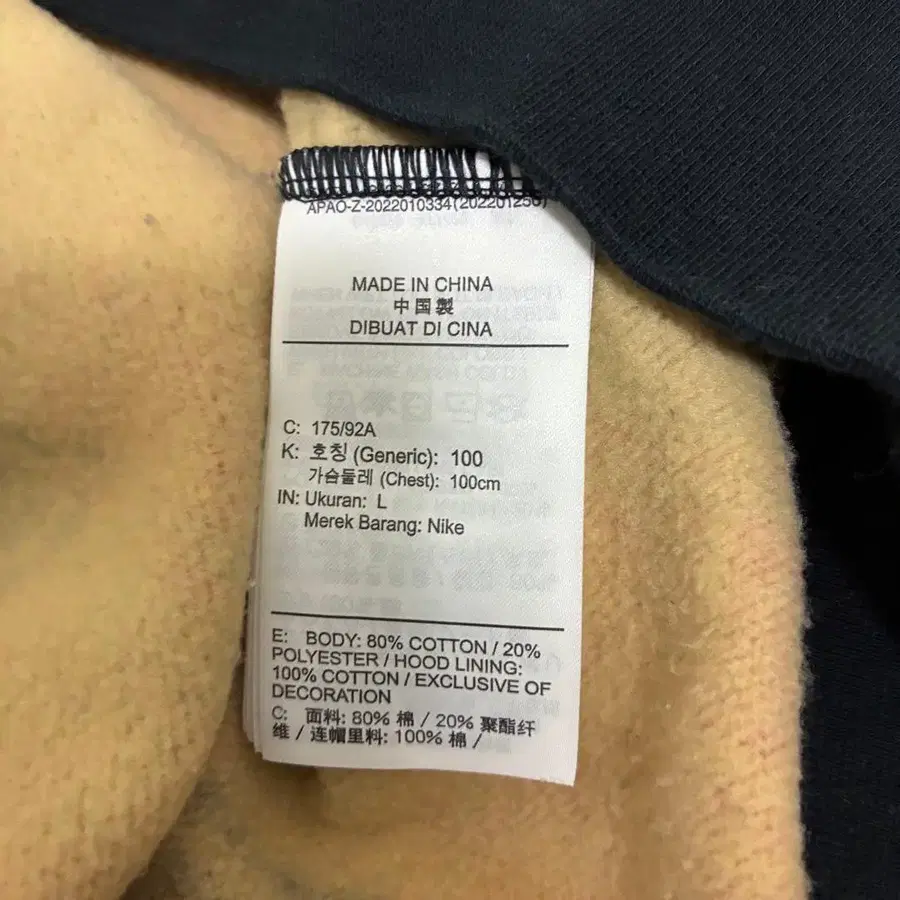 APAO-Z-2022010334(202201250)
MADE IN CHINA
中国製
DIBUAT DI CINA
C: 175/92A
K: 호칭 (Generic): 100
가슴둘레 (Chest): 100cm
IN: Ukuran: L
Merek Barang: Nike
E: BODY: 80% COTTON / 20%
POLYESTER / HOOD LINING:
100% COTTON / EXCLUSIVE OF
DECORATION
C: 面料: 80% 棉 / 20% 聚酯纤
维 / 连帽里料: 100% 棉 /